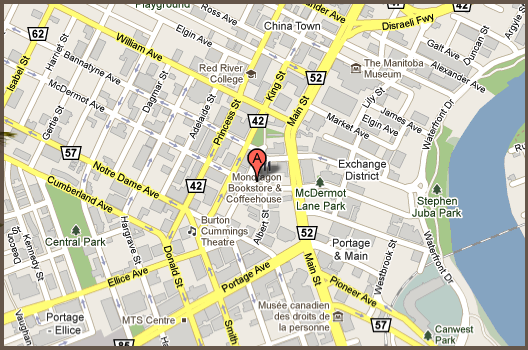 Playground
Ross Ave
China Town
Disraeli Fwy
ander Ave
Stephen St
Argyle
62
William Ave
Elgin Ave
Gait Ave
Duncan St
Harriet St
Bannatyne Ave
Isabel St
Red River
College
King St
52
The Manitoba
Museum
Alexander Ave
McDermot Ave
Dagmar St
Princess St
Main St
Lily St
Gertie St
Adelaide St
42
Market Ave
Elgin Ave
Waterfront Dr
57
Notre Dame Ave
A
Mondragon
Bookstore &
Coffeehouse
Exchange
District
Cumberland Ave
42
McDermot
Lane Park
Stephen
Juba Park
Hargrave St
Burton
Cummings
Theatre
Albert St
Central Park
Kennedy St
Donald St
52
Portage
& Main
Westbrook St
Waterfront Dr
Ellice Ave
Portage Ave
Main St
Pioneer Ave
Portage
- Ellice
Vaughan
MTS Centre
Smith
Musée canadien
des droits de
la personne
57
Canwest
Park
85